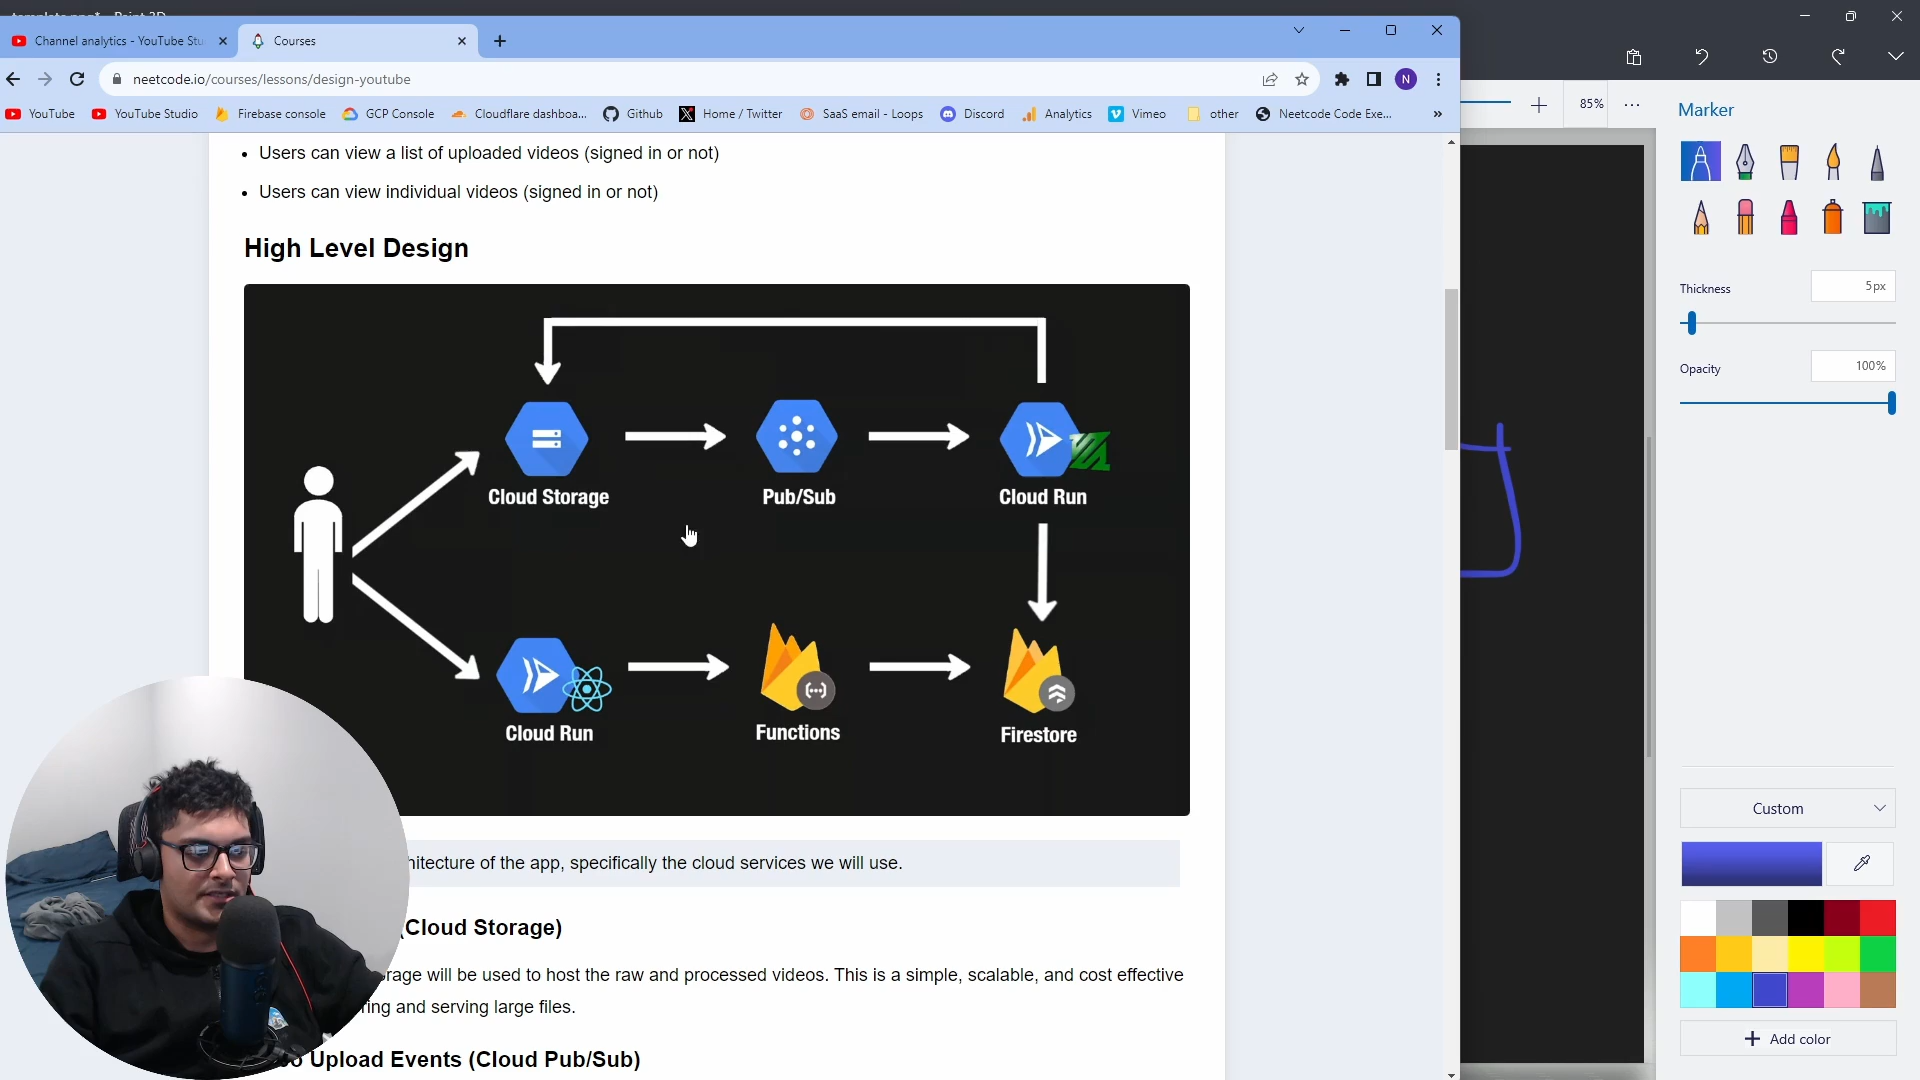 Channel analytics - YouTube Stu
Courses
neetcode.io/courses/lessons/design-youtube
N
YouTube
YouTube Studio
Firebase console
GCP Console
Cloudflare dashboa...
Github
Home / Twitter
SaaS email - Loops
Discord
Analytics
Vimeo
other
Neetcode Code Exe...
»
85%
Marker
Thickness
5px
Opacity
100%
Custom
Add color
• Users can view a list of uploaded videos (signed in or not)
• Users can view individual videos (signed in or not)
High Level Design
Cloud Storage
Pub/Sub
Cloud Run
Cloud Run
Functions
Firestore
hitecture of the app, specifically the cloud services we will use.
(Cloud Storage)
rage will be used to host the raw and processed videos. This is a simple, scalable, and cost effective
ring and serving large files.
o Upload Events (Cloud Pub/Sub)